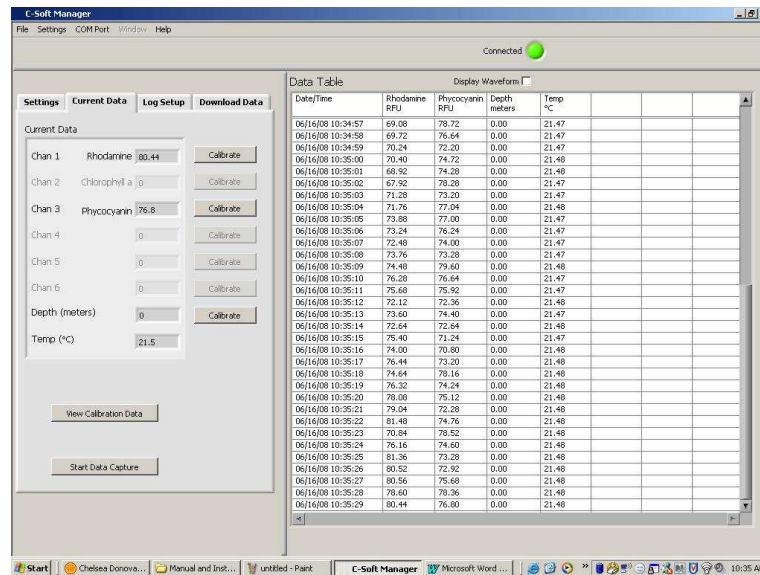 C-Soft Manager
File Settings COM Port Window Help
Connected
Data Table
Display Waveform
Settings Current Data Log Setup Download Data
Current Data
Chan 1 Rhodamine 80.44 Calibrate
Chan 2 Chlorophyll a 0 Calibrate
Chan 3 Phycocyanin 76.8 Calibrate
Chan 4 0 Calibrate
Chan 5 0 Calibrate
Chan 6 0 Calibrate
Depth (meters) 0 Calibrate
Temp (°C) 21.5
View Calibration Data
Start Data Capture
Date/Time Rhodamine RFU Phycocyanin RFU Depth meters Temp °C
06/16/08 10:34:57 69.08 78.72 0.00 21.47
06/16/08 10:34:58 69.72 76.64 0.00 21.47
06/16/08 10:34:59 70.24 72.20 0.00 21.47
06/16/08 10:35:00 70.40 74.72 0.00 21.48
06/16/08 10:35:01 68.92 74.28 0.00 21.48
06/16/08 10:35:02 67.92 78.28 0.00 21.48
06/16/08 10:35:03 71.28 73.20 0.00 21.47
06/16/08 10:35:04 71.76 77.04 0.00 21.48
06/16/08 10:35:05 73.88 77.00 0.00 21.47
06/16/08 10:35:06 73.24 76.24 0.00 21.47
06/16/08 10:35:07 72.48 74.00 0.00 21.47
06/16/08 10:35:08 73.76 73.28 0.00 21.47
06/16/08 10:35:09 74.48 79.60 0.00 21.48
06/16/08 10:35:10 76.28 76.64 0.00 21.47
06/16/08 10:35:11 75.68 75.92 0.00 21.47
06/16/08 10:35:12 72.12 72.36 0.00 21.48
06/16/08 10:35:13 73.60 74.40 0.00 21.47
06/16/08 10:35:14 72.64 72.64 0.00 21.48
06/16/08 10:35:15 75.40 71.24 0.00 21.47
06/16/08 10:35:16 74.00 70.80 0.00 21.48
06/16/08 10:35:17 76.44 73.20 0.00 21.48
06/16/08 10:35:18 74.64 78.16 0.00 21.48
06/16/08 10:35:19 76.32 74.24 0.00 21.48
06/16/08 10:35:20 78.08 75.12 0.00 21.48
06/16/08 10:35:21 79.04 72.28 0.00 21.48
06/16/08 10:35:22 81.48 74.76 0.00 21.48
06/16/08 10:35:23 70.84 78.52 0.00 21.48
06/16/08 10:35:24 76.16 74.60 0.00 21.48
06/16/08 10:35:25 81.36 73.28 0.00 21.48
06/16/08 10:35:26 80.52 72.92 0.00 21.48
06/16/08 10:35:27 80.56 75.68 0.00 21.48
06/16/08 10:35:28 78.60 78.36 0.00 21.48
06/16/08 10:35:29 80.44 76.80 0.00 21.48
Start Chelsea Donova... Manual and Inst... untitled - Paint C-Soft Manager Microsoft Word ... 10:35 A